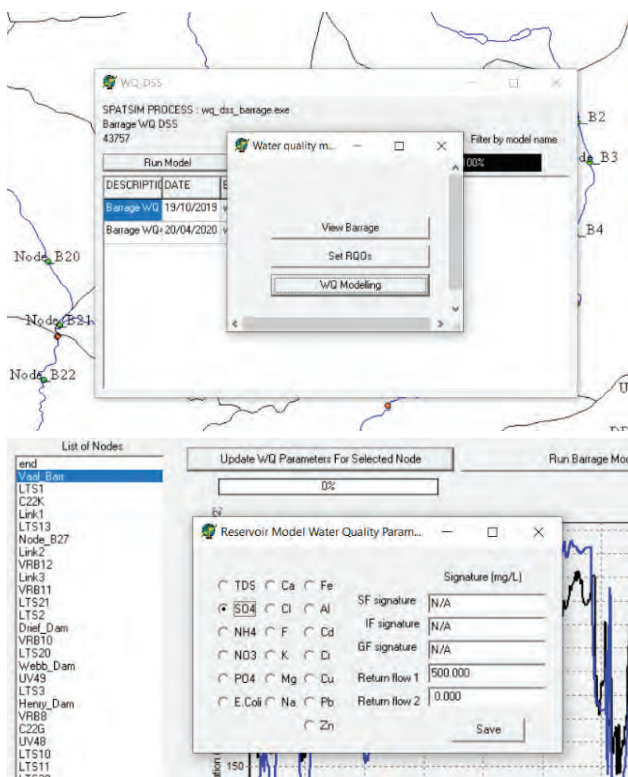 WQ-DSS
SPATSIM PROCESS : wq_dss_barrage.exe
Barrage WQ DSS
43757
Run Model
Filter by model name
100%
DESCRIPTIO DATE
Barrage WQ 19/10/2019
Barrage WQ 20/04/2020
Water quality m...
View Barrage
Set RQOs
WQ Modelling
B2
B3
B4
Node_B20
Node_B21
Node_B22
List of Nodes
end
Vaal_Barr
LTS1
C22K
Link1
LTS13
Node_B27
Link2
VRB12
Link3
VRB11
LTS21
LTS2
Drief_Dam
VRB10
LTS20
Webb_Dam
UV49
LTS3
Henny_Dam
VRB8
C22G
UV48
LTS10
LTS11
Update WQ Parameters For Selected Node
Run Barrage Mod
0%
Reservoir Model Water Quality Param...
Signature (mg/L)
TDS Ca Fe
SO4 Cl Al
NH4 F Cd
NO3 K Cr
PO4 Mg Cu
E.Coli Na Pb
Zn
SF signature N/A
IF signature N/A
GF signature N/A
Return flow 1 500.000
Return flow 2 0.000
Save
150